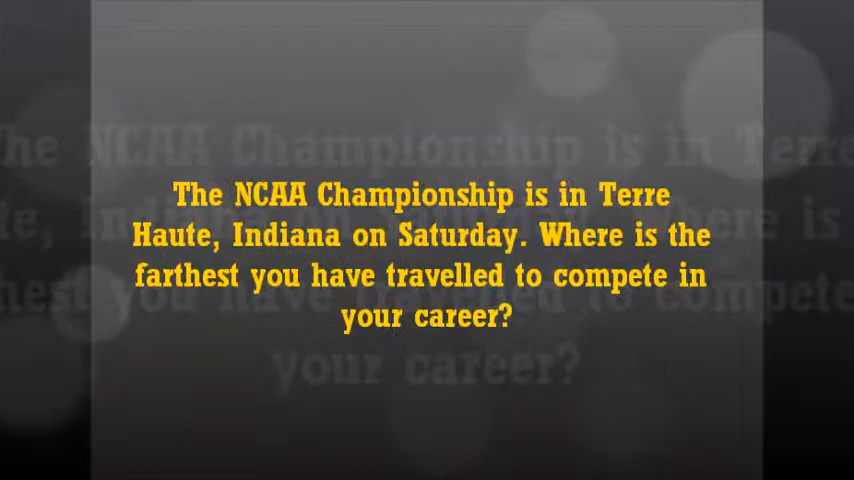 The NCAA Championship is in Terre
Haute, Indiana on Saturday. Where is the
farthest you have travelled to compete in
your career?